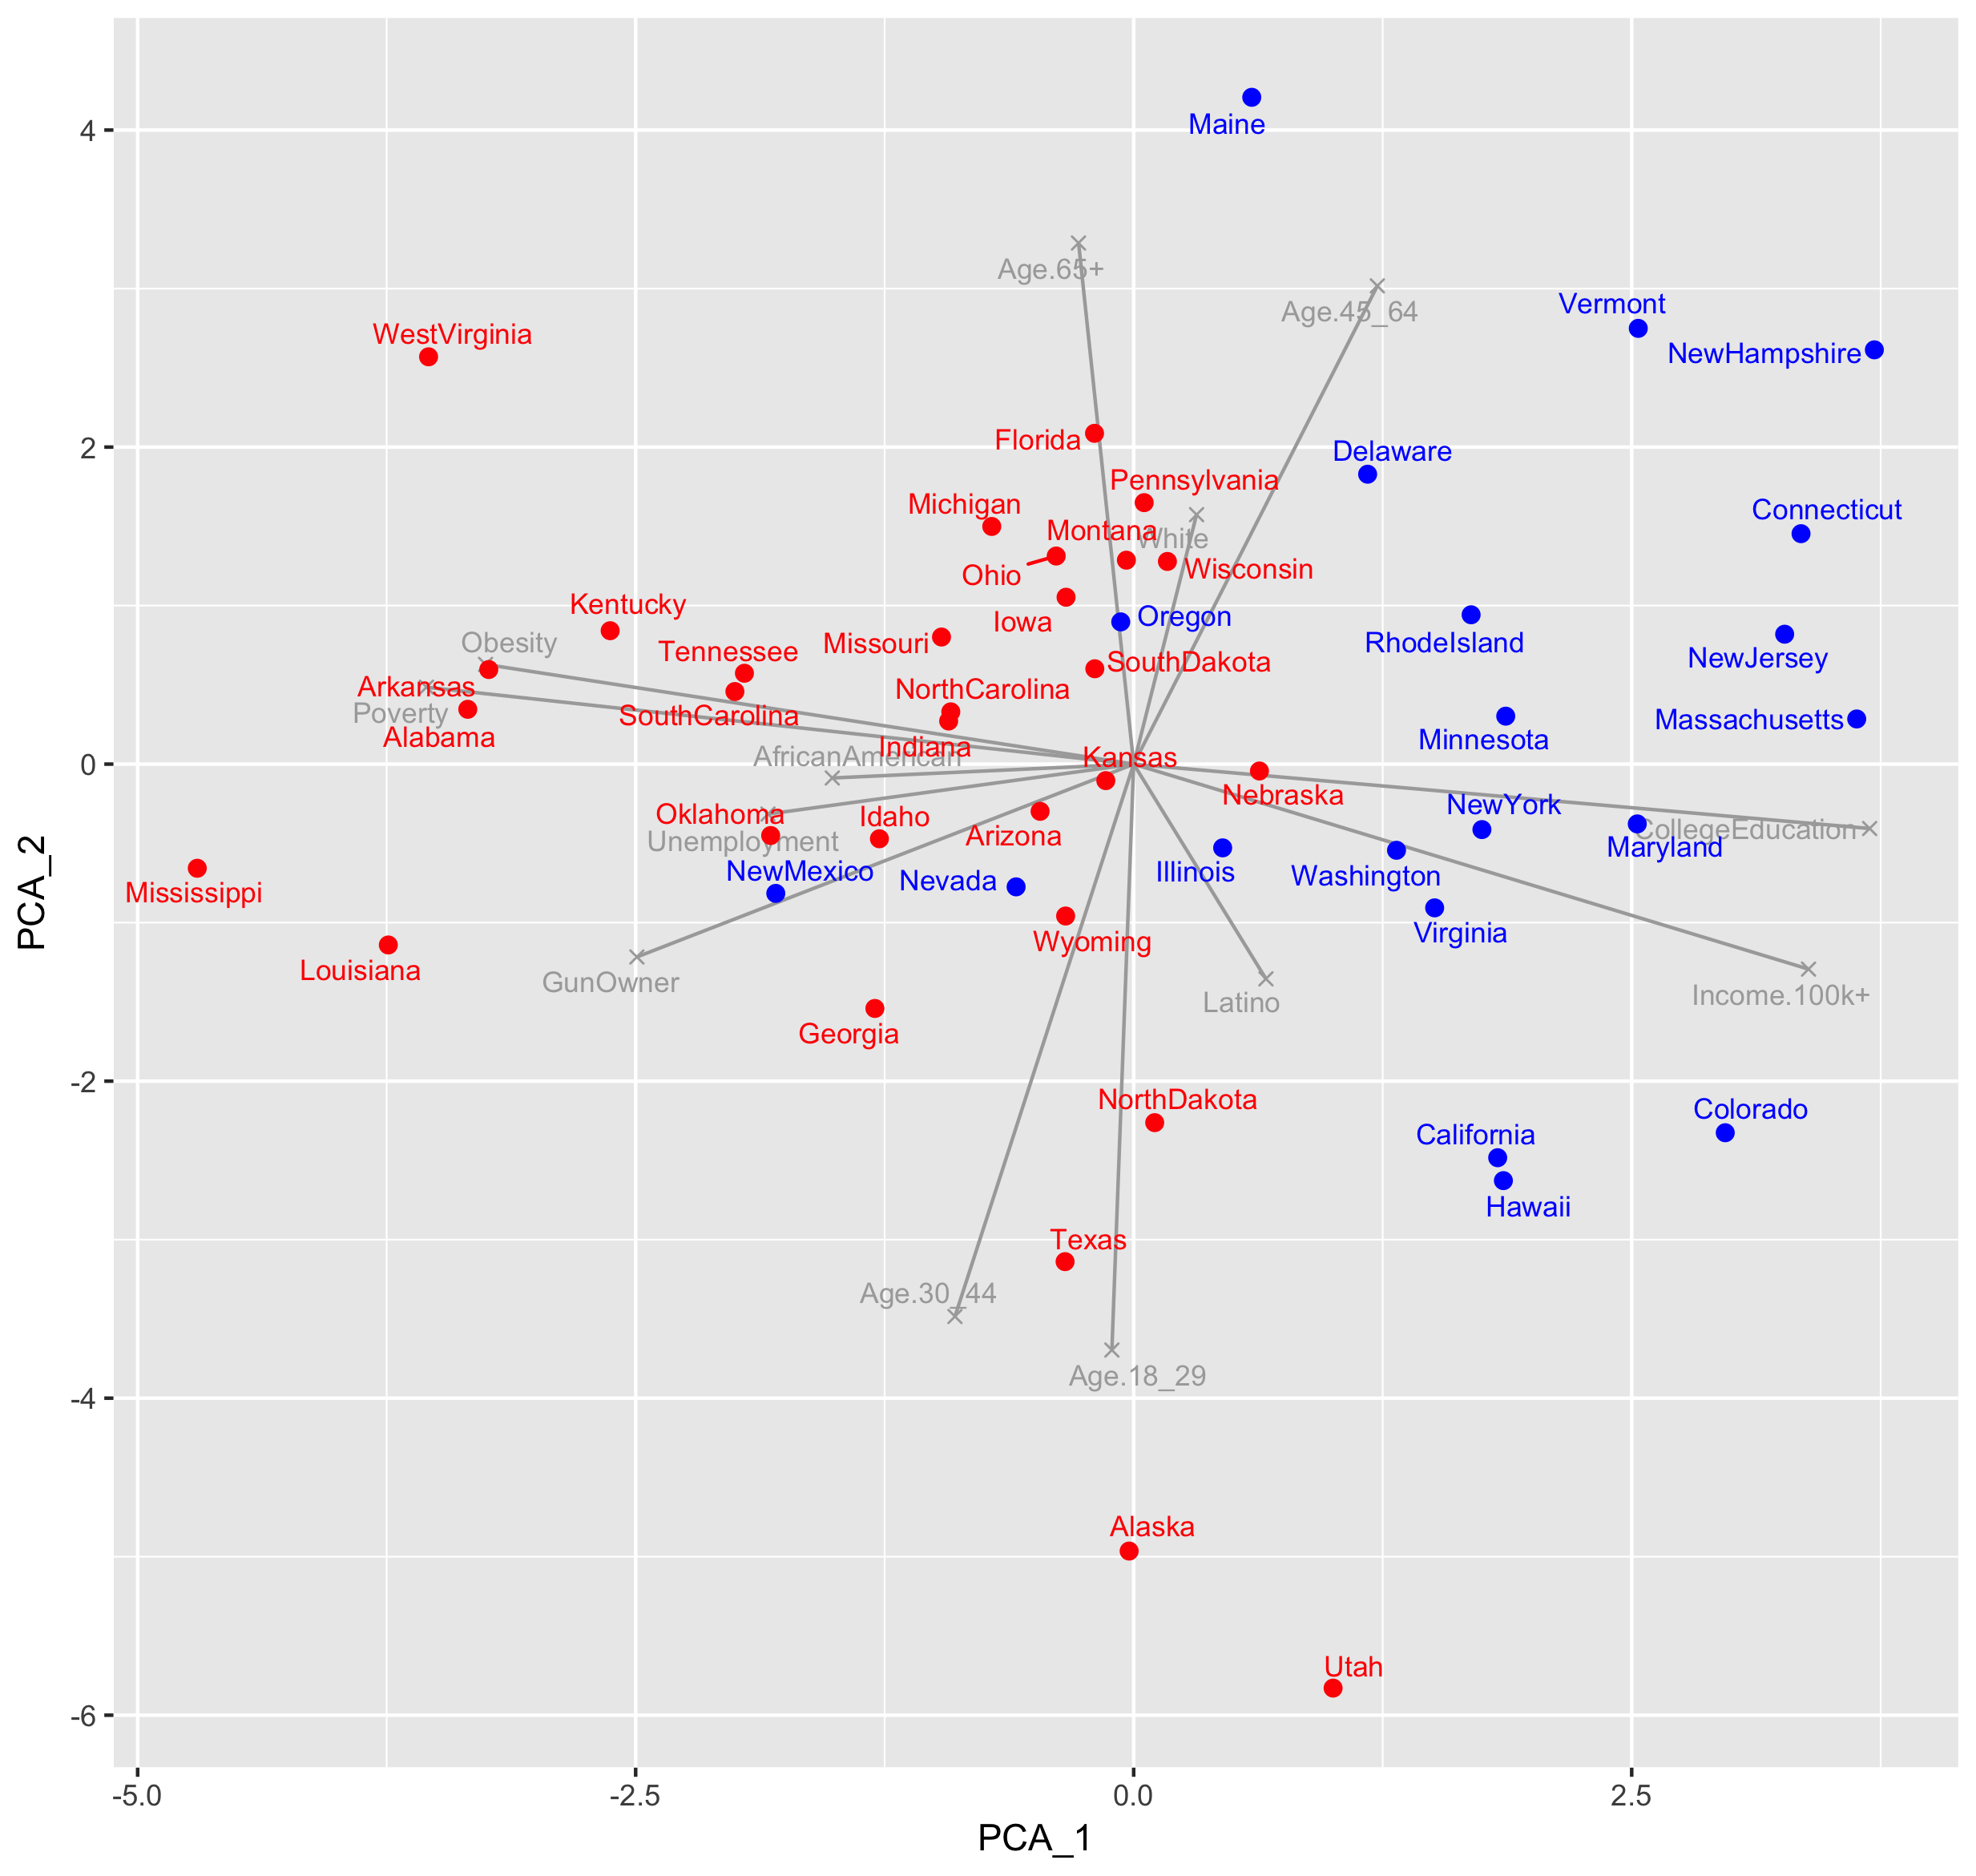 4
Maine
Age.65+
Age.45_64
Vermont
WestVirginia
NewHampshire
Florida
2
Delaware
Pennsylvania
Michigan
Connecticut
Montana
White
Ohio
Wisconsin
Kentucky
Iowa
Oregon
Obesity
Missouri
RhodeIsland
Tennessee
SouthDakota
NewJersey
Arkansas
NorthCarolina
Poverty
SouthCarolina
Massachusetts
Alabama
Indiana
Minnesota
AfricanAmerican
Kansas
0
Nebraska
NewYork
Oklahoma
Idaho
Unemployment
Arizona
CollegeEducation
Maryland
NewMexico
Nevada
Illinois
Washington
Mississippi
PCA_2
Virginia
Wyoming
Louisiana
GunOwner
Latino
Income.100k+
Georgia
-2
NorthDakota
Colorado
California
Hawaii
Texas
Age.30_44
Age.18_29
-4
Alaska
Utah
-6
-5.0
-2.5
0.0
2.5
PCA_1